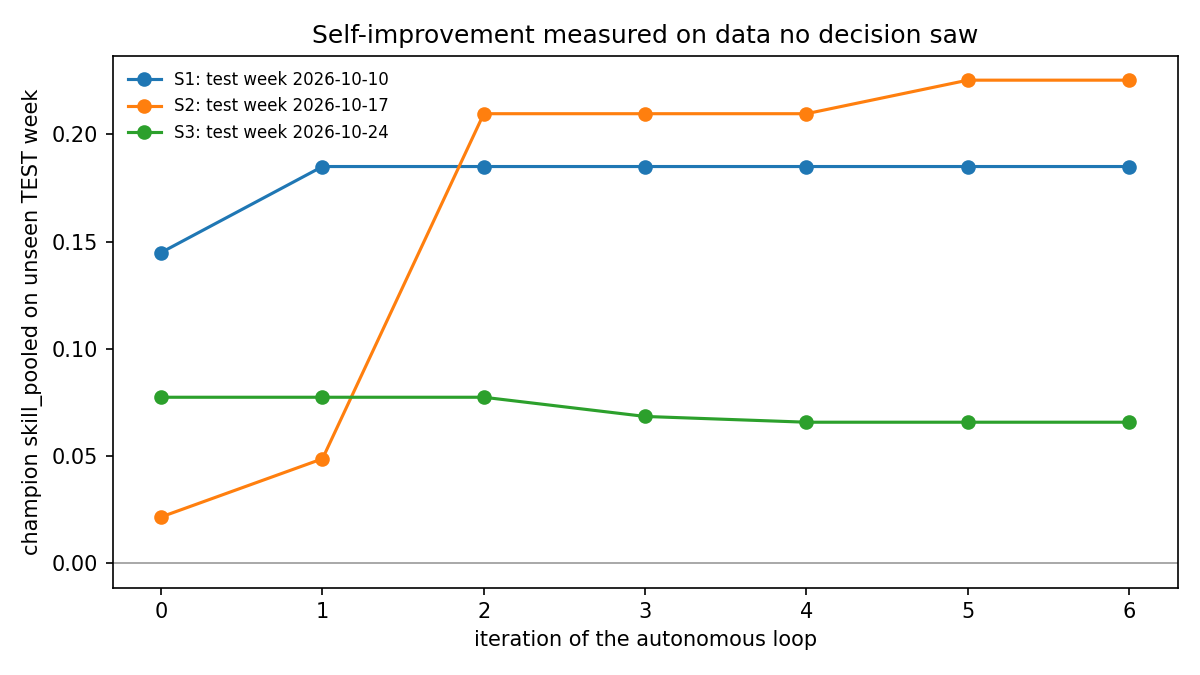 Self-improvement measured on data no decision saw
S1: test week 2026-10-10
S2: test week 2026-10-17
S3: test week 2026-10-24
champion skill_pooled on unseen TEST week
0.20
0.15
0.10
0.05
0.00
0 1 2 3 4 5 6
iteration of the autonomous loop